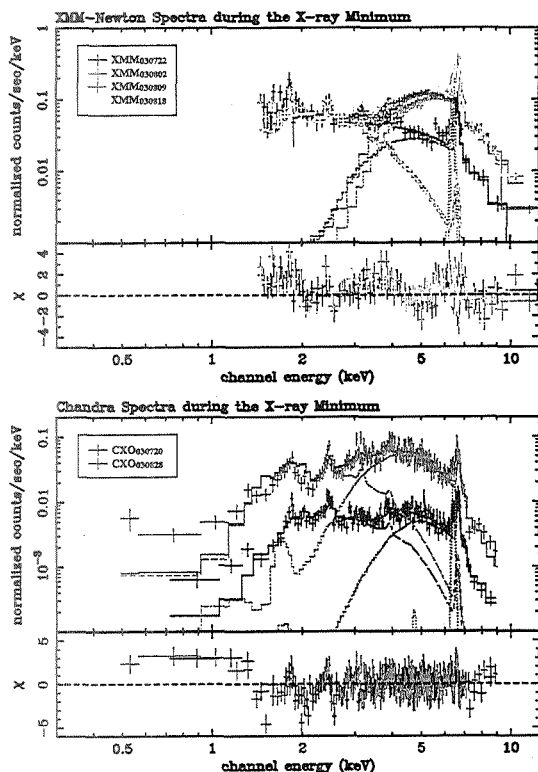 XMM-Newton Spectra during the X-ray Minimum
XMM030722
XMM030802
XMM030809
XMM030818
normalized counts/sec/keV
0.1
0.01
χ
4
2
0
-2
-4
0.5 1 2 5 10
channel energy (keV)
Chandra Spectra during the X-ray Minimum
CXO030720
CXO030828
normalized counts/sec/keV
0.1
0.01
10⁻³
χ
5
0
-5
0.5 1 2 5 10
channel energy (keV)